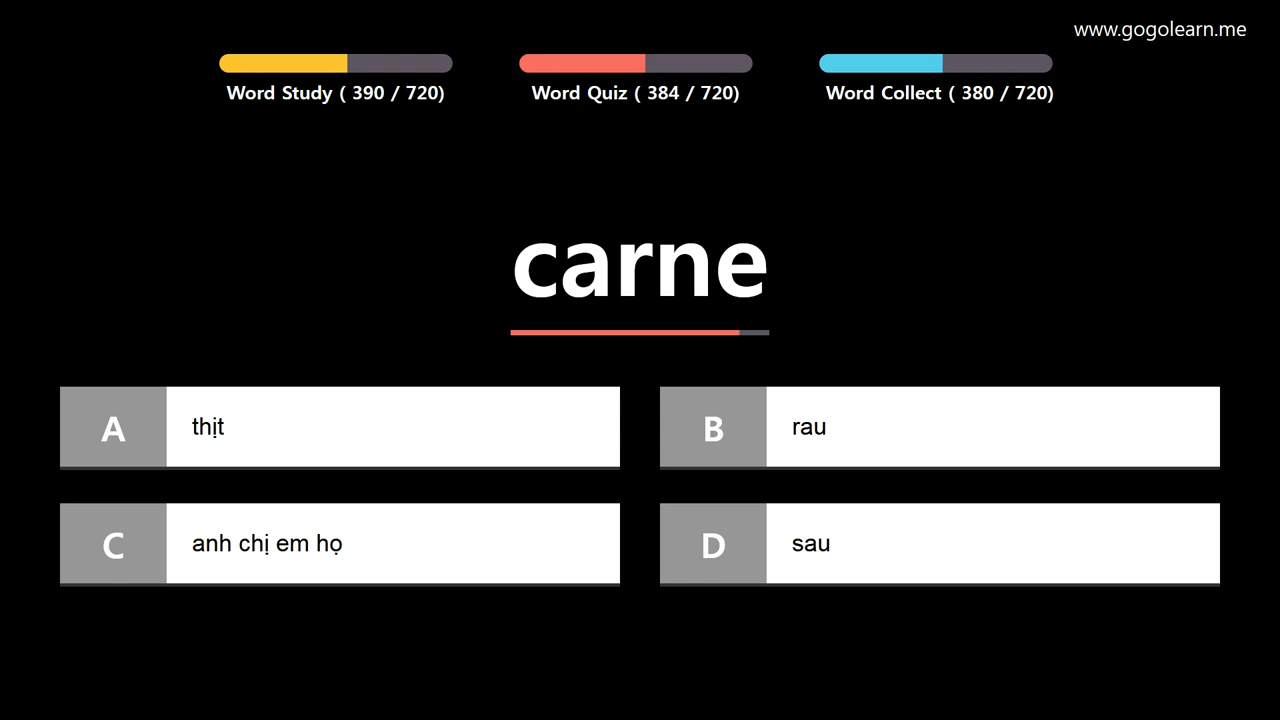 www.gogolearn.me
Word Study ( 390 / 720)
Word Quiz ( 384 / 720)
Word Collect ( 380 / 720)
carne
A thịt
B rau
C anh chị em họ
D sau